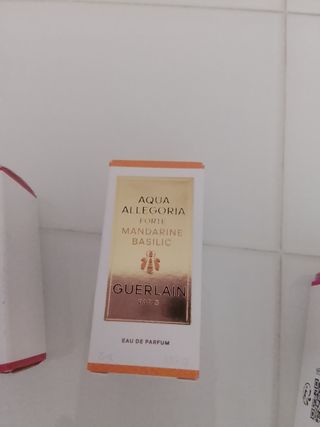 AQUA
ALLEGORIA
FORTE
MANDARINE
BASILIC
GUERLAIN
PARIS
EAU DE PARFUM